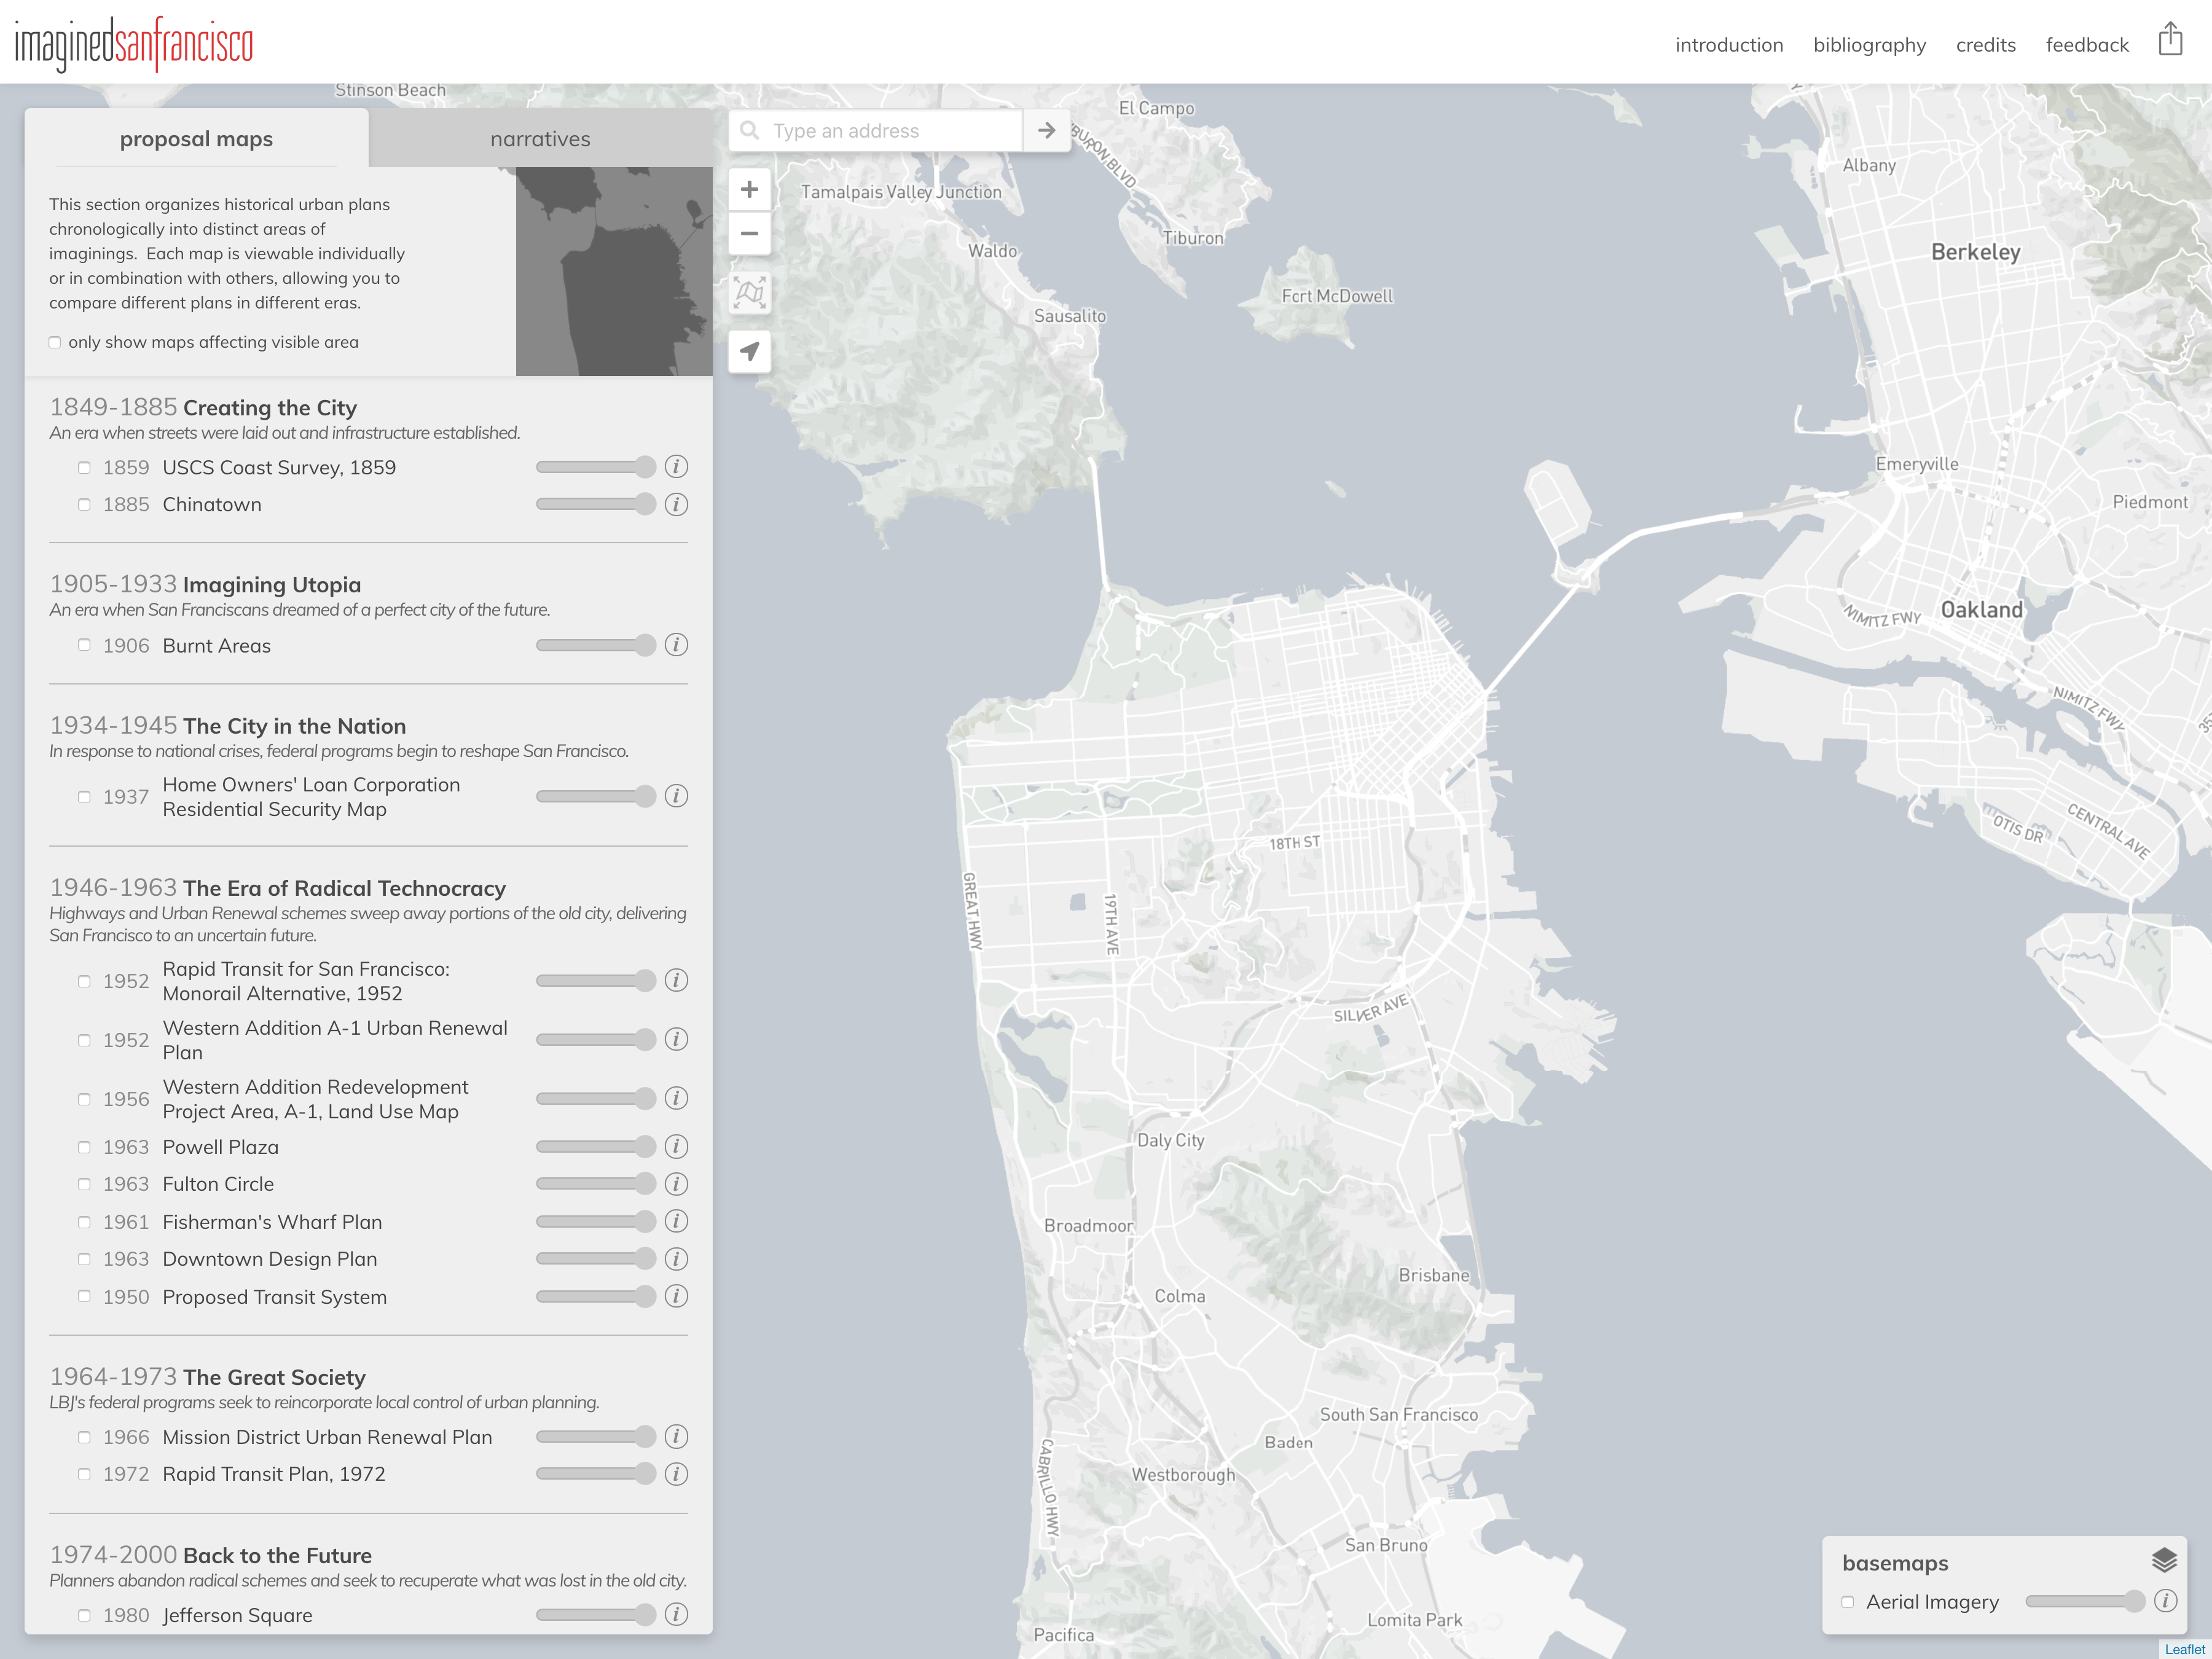 imaginedsanfrancisco
introduction
bibliography
credits
feedback
proposal maps
narratives
This section organizes historical urban plans
chronologically into distinct areas of
imaginings.  Each map is viewable individually
or in combination with others, allowing you to
compare different plans in different eras.
only show maps affecting visible area
1849-1885 Creating the City
An era when streets were laid out and infrastructure established.
1859 USCS Coast Survey, 1859
1885 Chinatown
1905-1933 Imagining Utopia
An era when San Franciscans dreamed of a perfect city of the future.
1906 Burnt Areas
1934-1945 The City in the Nation
In response to national crises, federal programs begin to reshape San Francisco.
1937 Home Owners' Loan Corporation
Residential Security Map
1946-1963 The Era of Radical Technocracy
Highways and Urban Renewal schemes sweep away portions of the old city, delivering
San Francisco to an uncertain future.
1952 Rapid Transit for San Francisco:
Monorail Alternative, 1952
1952 Western Addition A-1 Urban Renewal
Plan
1956 Western Addition Redevelopment
Project Area, A-1, Land Use Map
1963 Powell Plaza
1963 Fulton Circle
1961 Fisherman's Wharf Plan
1963 Downtown Design Plan
1950 Proposed Transit System
1964-1973 The Great Society
LBJ's federal programs seek to reincorporate local control of urban planning.
1966 Mission District Urban Renewal Plan
1972 Rapid Transit Plan, 1972
1974-2000 Back to the Future
Planners abandon radical schemes and seek to recuperate what was lost in the old city.
1980 Jefferson Square
Type an address
Stinson Beach
El Campo
BURON BLVD
Albany
Tamalpais Valley Junction
Tiburon
Waldo
Berkeley
Fort McDowell
Sausalito
Emeryville
Piedmont
Oakland
NIMITZ FWY
NIMITZ FWY
OTIS DR
CENTRAL AVE
18TH ST
GREAT HWY
19TH AVE
SILVER AVE
Daly City
Broadmoor
Brisbane
Colma
South San Francisco
Baden
Westborough
CABRILLO HWY
San Bruno
Lomita Park
Pacifica
basemaps
Aerial Imagery
Leaflet